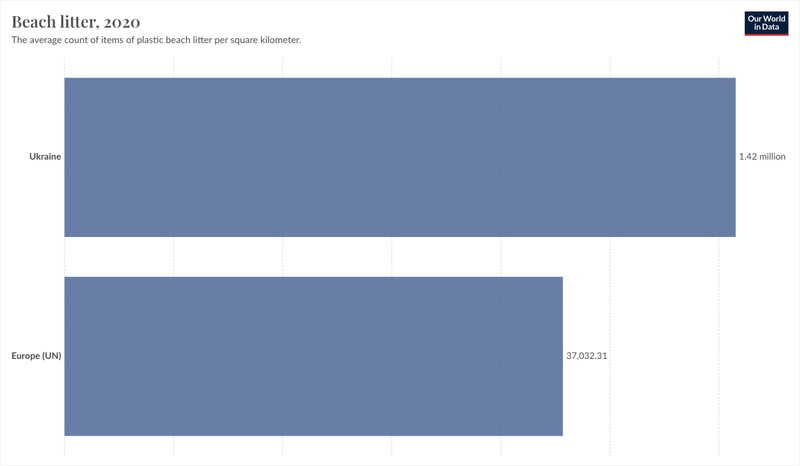 Beach litter, 2020
The average count of items of plastic beach litter per square kilometer.
Our World
in Data
Ukraine
1.42 million
Europe (UN)
37,032.31